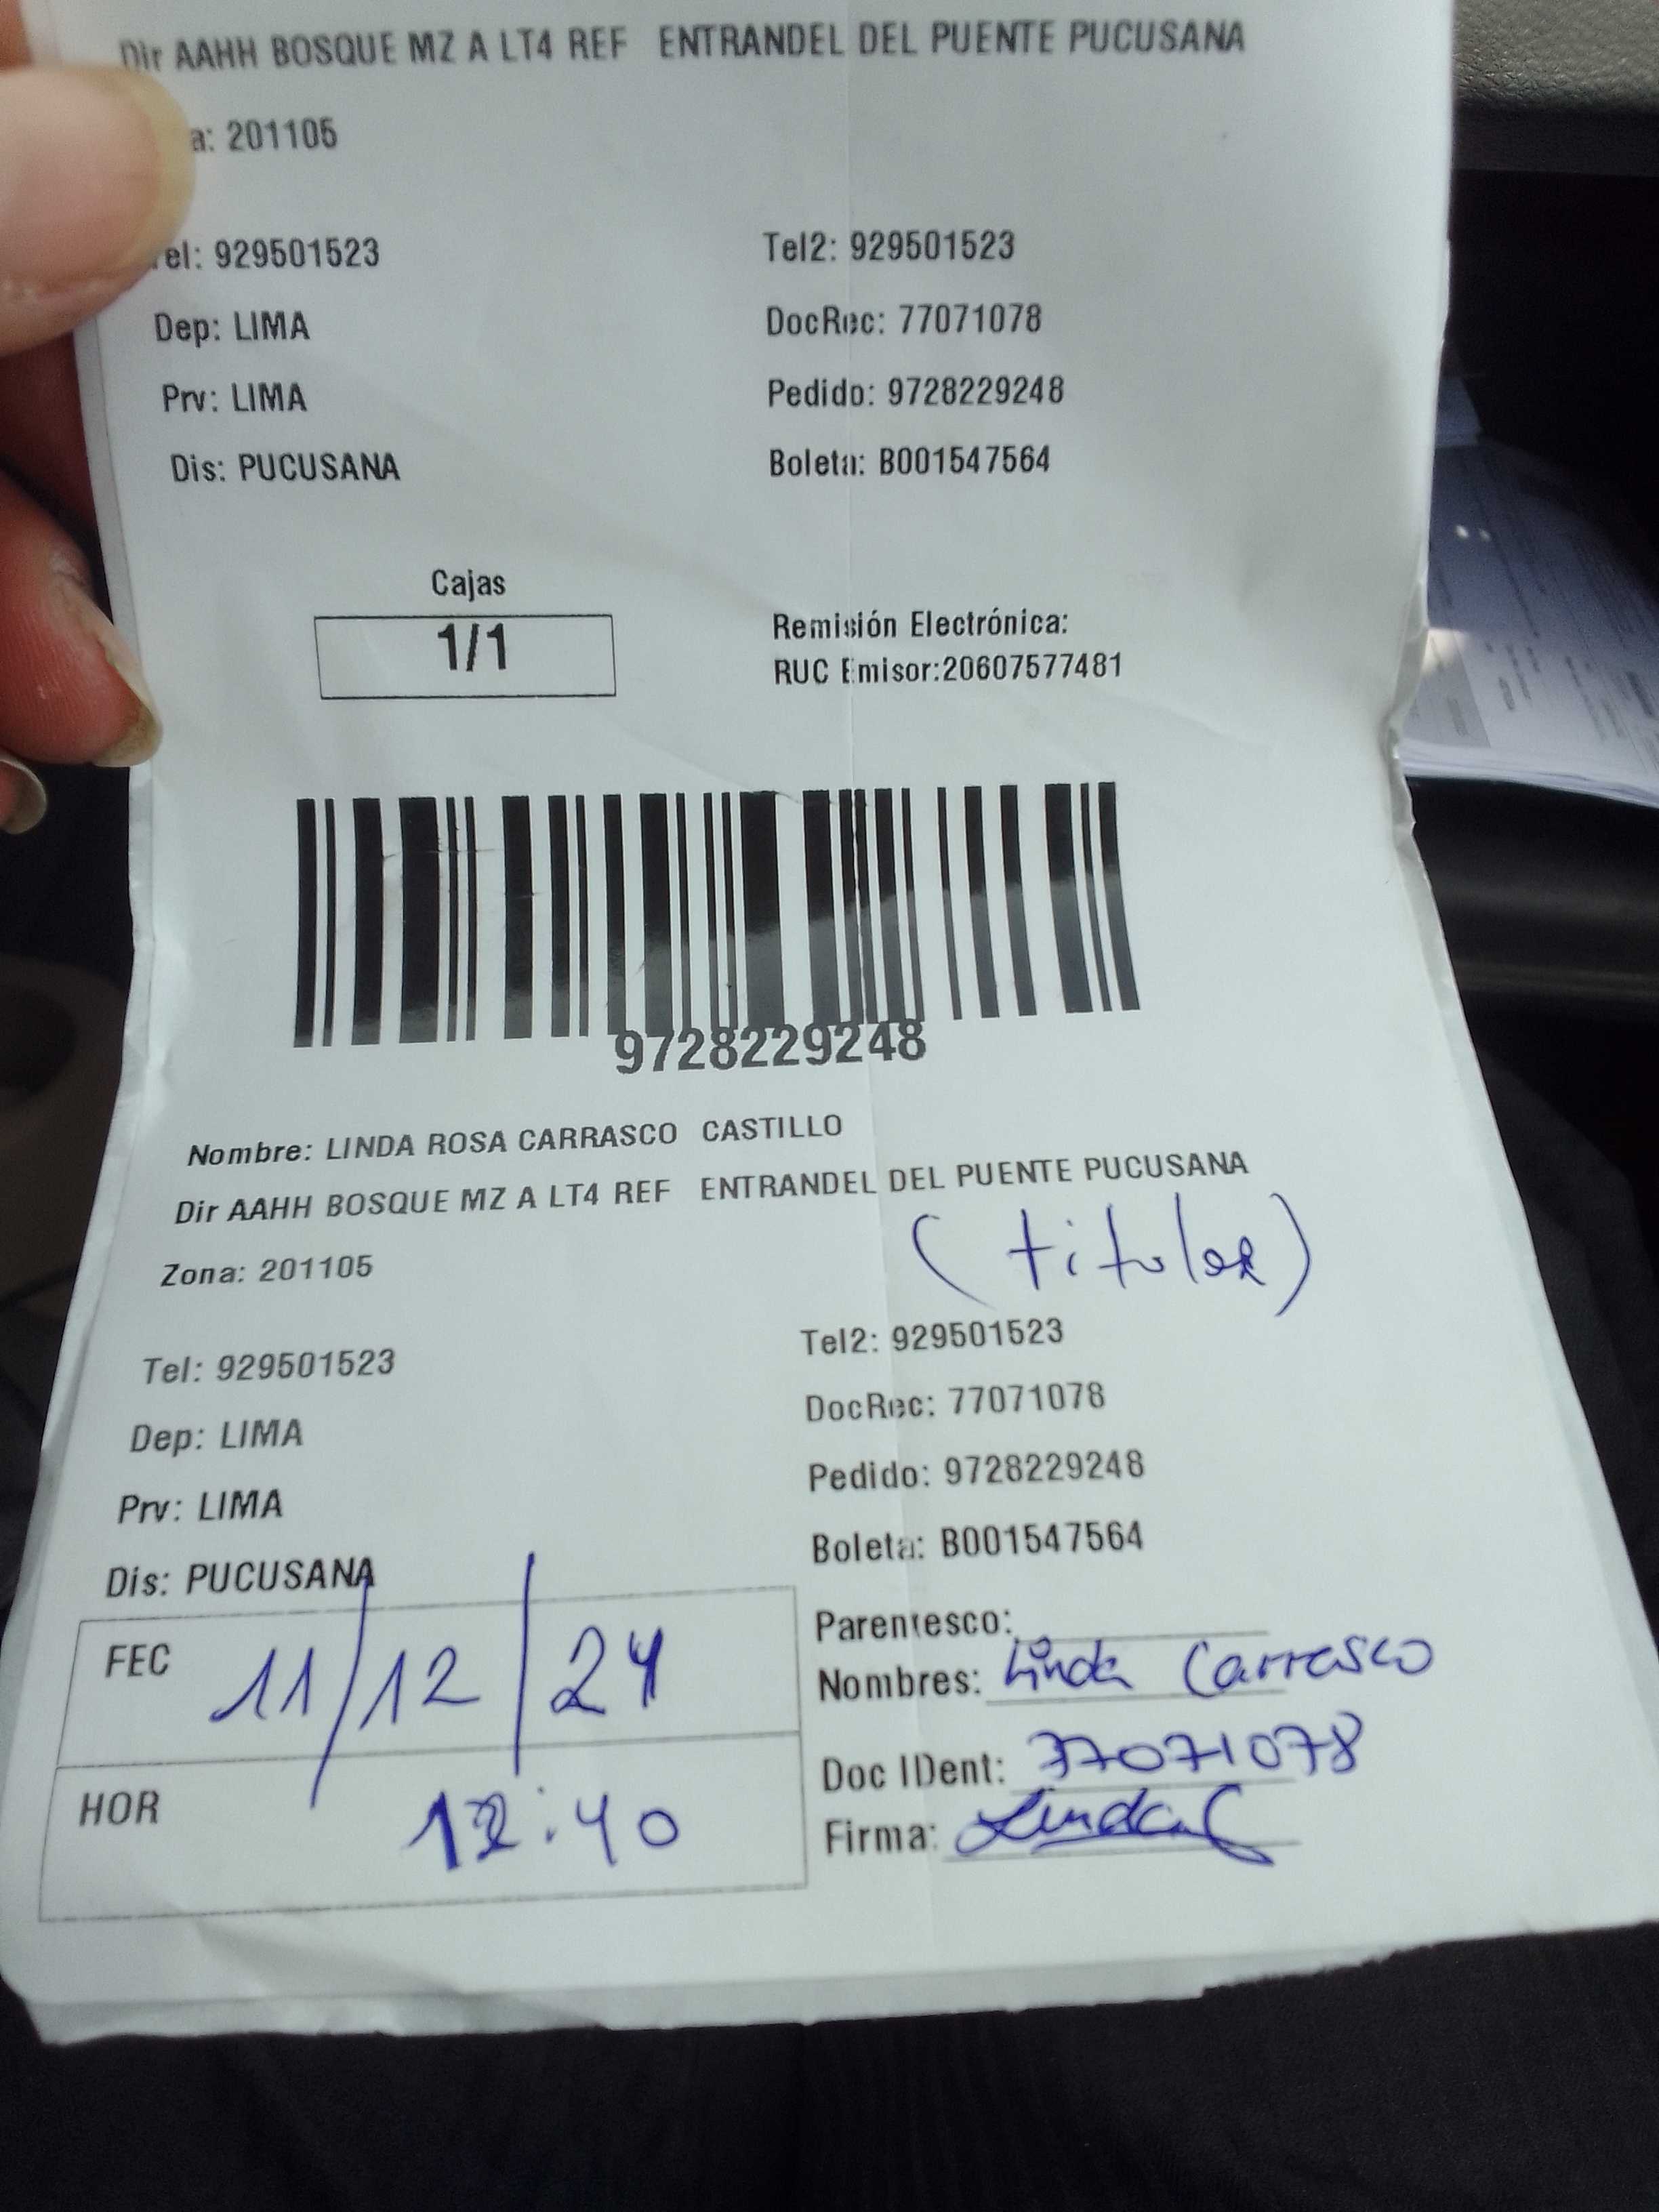 Dir AAHH BOSQUE MZ A LT4 REF ENTRANDEL DEL PUENTE PUCUSANA
a: 201105
Tel: 929501523 Tel2: 929501523
Dep: LIMA DocRec: 77071078
Prv: LIMA Pedido: 9728229248
Dis: PUCUSANA Boleta: B001547564
Cajas
1/1
Remisión Electrónica:
RUC Emisor:20607577481
9728229248
Nombre: LINDA ROSA CARRASCO CASTILLO
Dir AAHH BOSQUE MZ A LT4 REF ENTRANDEL DEL PUENTE PUCUSANA
(titular)
Zona: 201105
Tel: 929501523 Tel2: 929501523
Dep: LIMA DocRec: 77071078
Prv: LIMA Pedido: 9728229248
Dis: PUCUSANA Boleta: B001547564
FEC 11/12/24
HOR 12:40
Parentesco:
Nombres: Linda Carrasco
Doc IDent: 77071078
Firma: Linda C